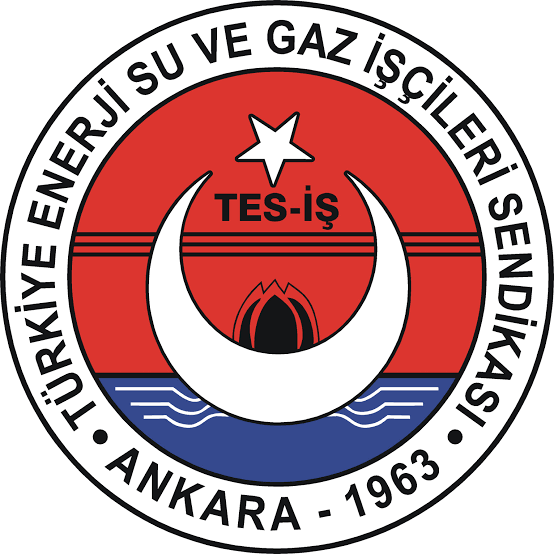 TÜRKİYE ENERJİ SU VE GAZ İŞÇİLERİ SENDİKASI
TES-İŞ
• ANKARA - 1963 •